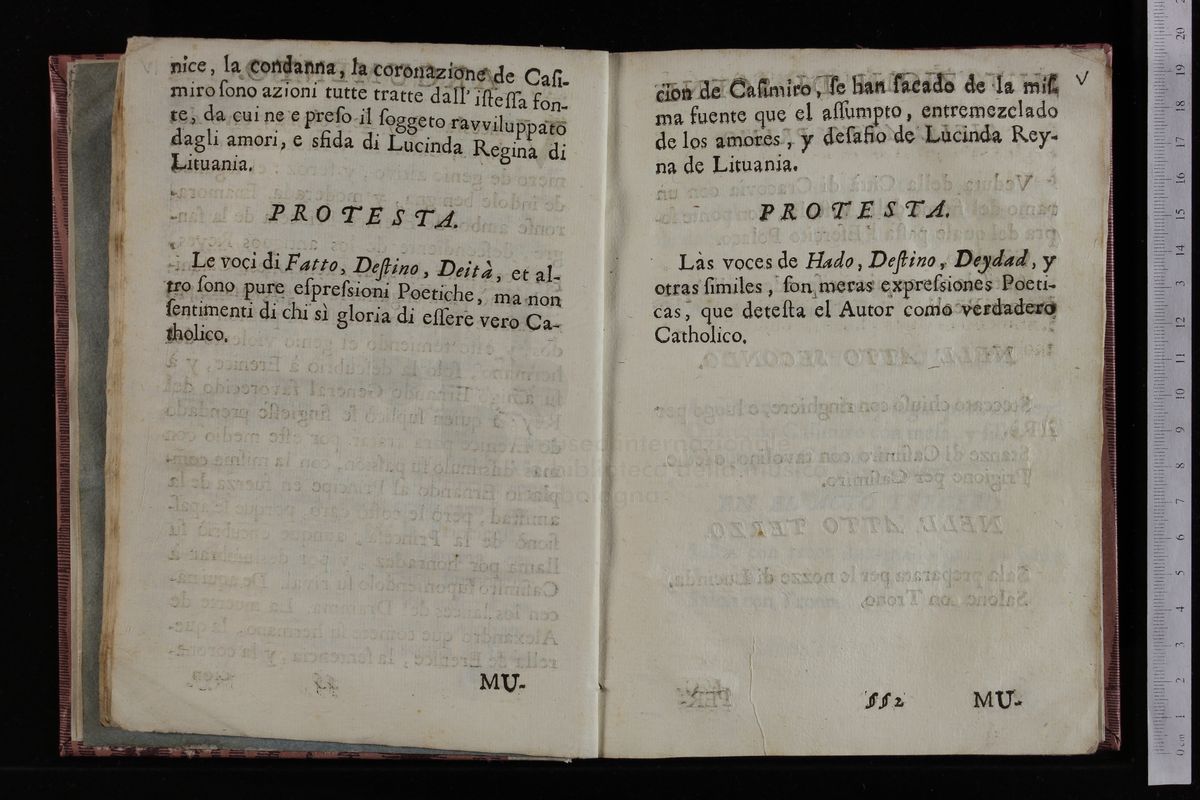 nice, la condanna, la coronazione de Caſi-
miro ſono azioni tutte tratte dall' iſteſſa fon-
te, da cui ne e preſo il ſoggeto ravviluppato
dagli amori, e sfida di Lucinda Regina di
Lituania.
PROTESTA.
Le voci di Fatto, Deſtino, Deità, et al-
tro ſono pure eſpreſsioni Poetiche, ma non
ſentimenti di chi sì gloria di eſſere vero Ca-
tholico.
MU-
cion de Caſimiro, ſe han ſacado de la miſ-
ma fuente que el aſſumpto, entremezclado
de los amores, y deſafio de Lucinda Rey-
na de Lituania.
PROTESTA.
Làs voces de Hado, Deſtino, Deydad, y
otras ſimiles, ſon meras expreſsiones Poeti-
cas, que deteſta el Autor como verdadero
Catholico.
§§2 MU-
V